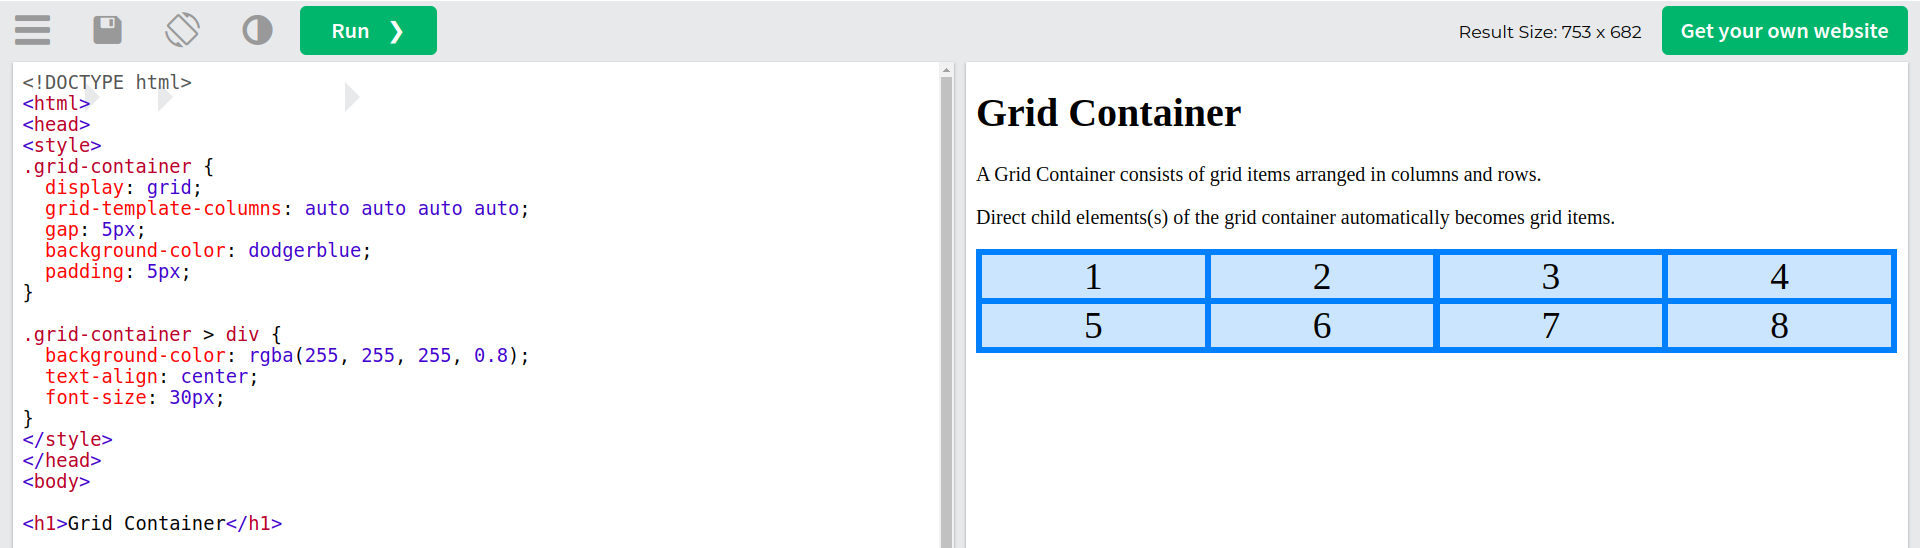 Run ❯
Result Size: 753 x 682
Get your own website
<!DOCTYPE html>
<html>
<head>
<style>
.grid-container {
  display: grid;
  grid-template-columns: auto auto auto auto;
  gap: 5px;
  background-color: dodgerblue;
  padding: 5px;
}

.grid-container > div {
  background-color: rgba(255, 255, 255, 0.8);
  text-align: center;
  font-size: 30px;
}
</style>
</head>
<body>

<h1>Grid Container</h1>
Grid Container
A Grid Container consists of grid items arranged in columns and rows.
Direct child elements(s) of the grid container automatically becomes grid items.
1 2 3 4
5 6 7 8